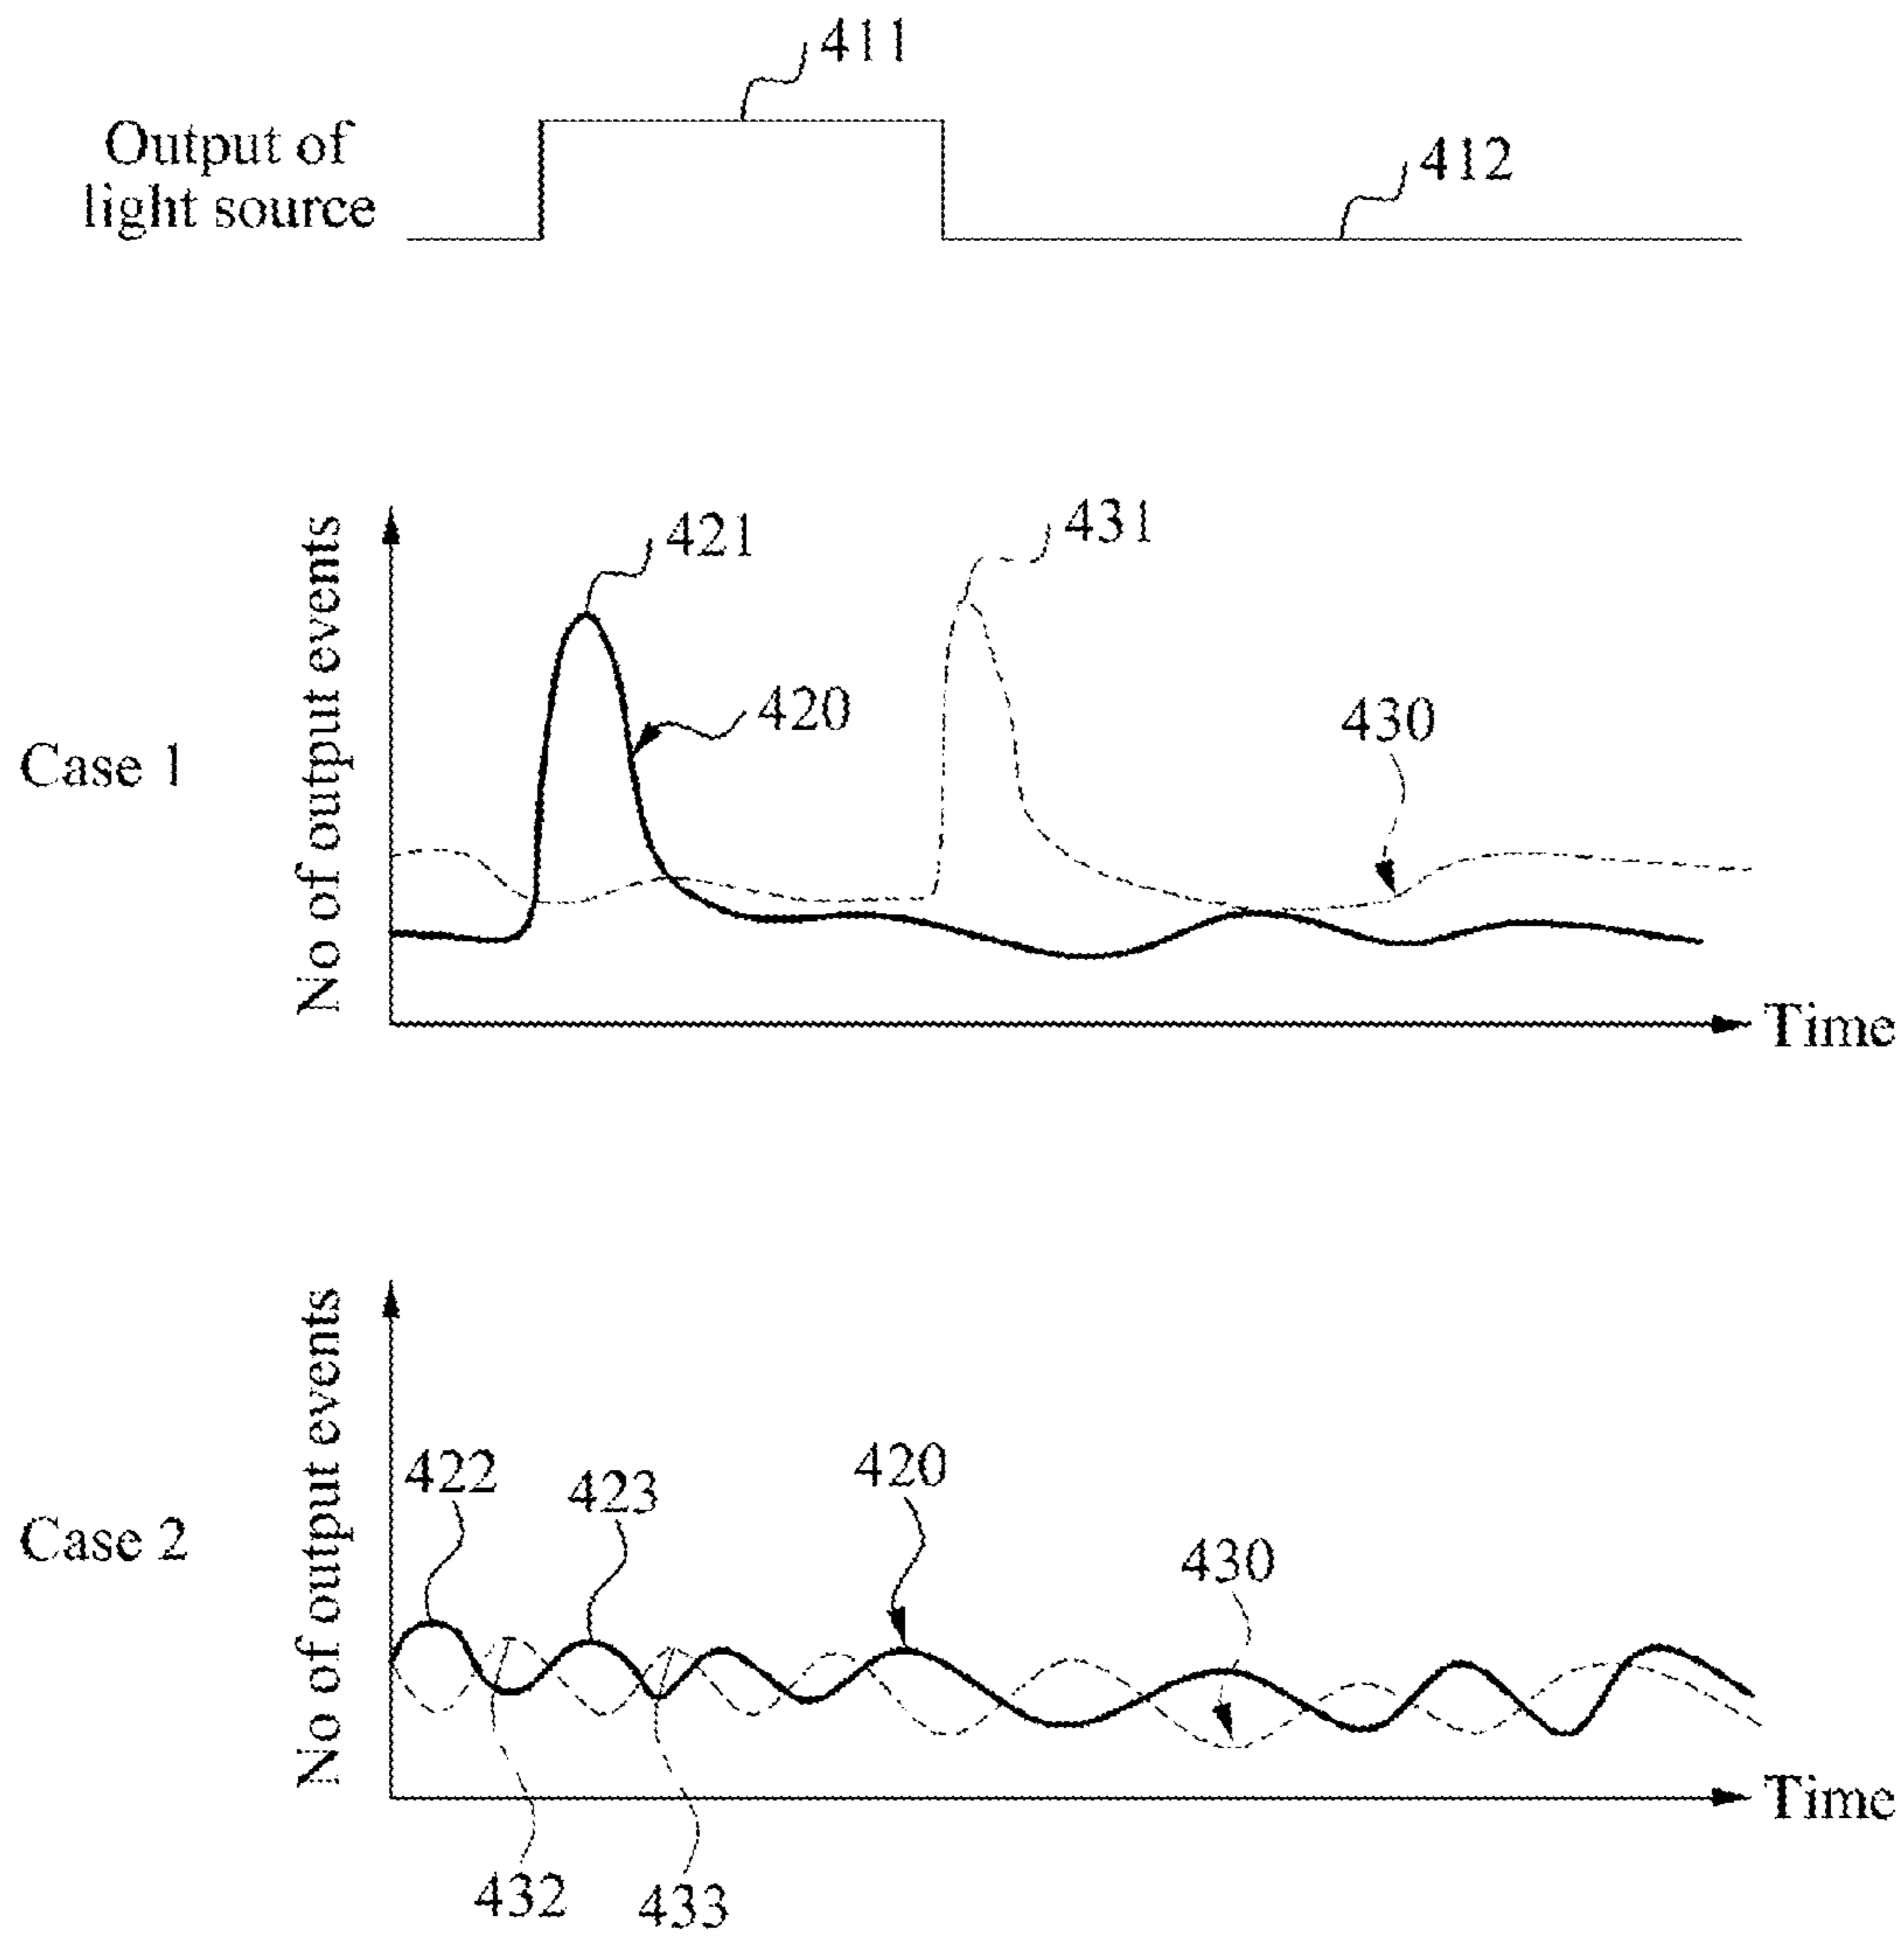 411
Output of
light source
412
421
431
420
430
Case 1
No of output events
Time
422
423
420
430
Case 2
No of output events
Time
432
433